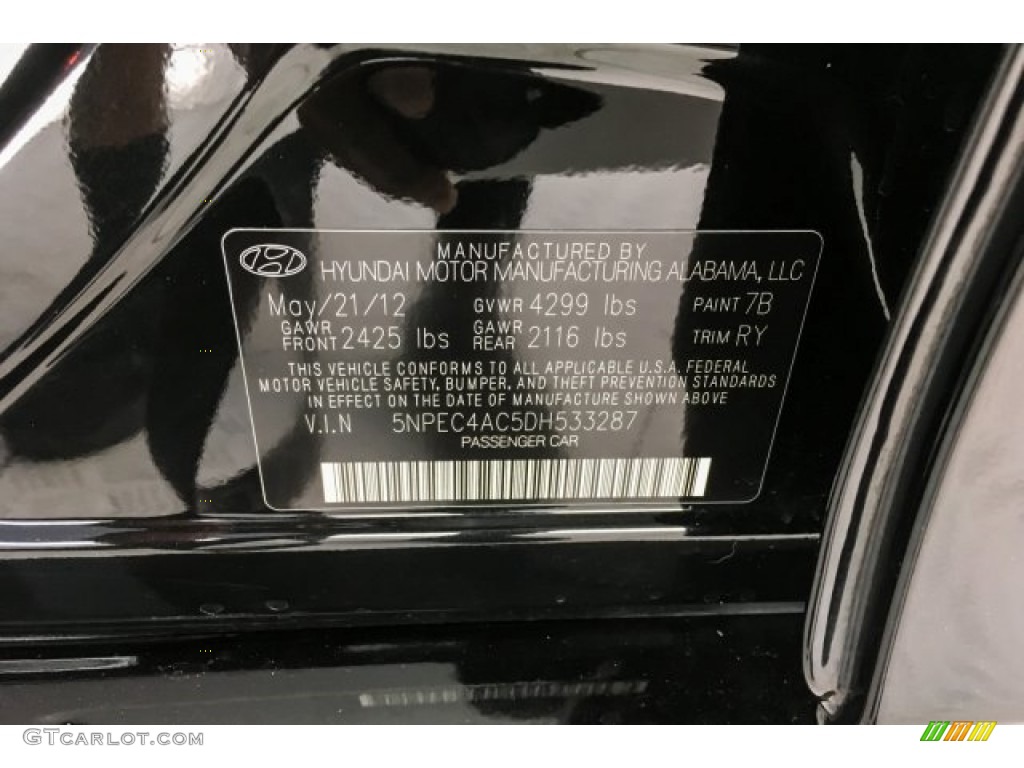 MANUFACTURED BY
HYUNDAI MOTOR MANUFACTURING ALABAMA, LLC
May/21/12 GVWR 4299 lbs PAINT 7B
GAWR FRONT 2425 lbs GAWR REAR 2116 lbs TRIM RY
THIS VEHICLE CONFORMS TO ALL APPLICABLE U.S.A. FEDERAL
MOTOR VEHICLE SAFETY, BUMPER, AND THEFT PREVENTION STANDARDS
IN EFFECT ON THE DATE OF MANUFACTURE SHOWN ABOVE
V.I.N 5NPEC4AC5DH533287
PASSENGER CAR
GTCarlot.com